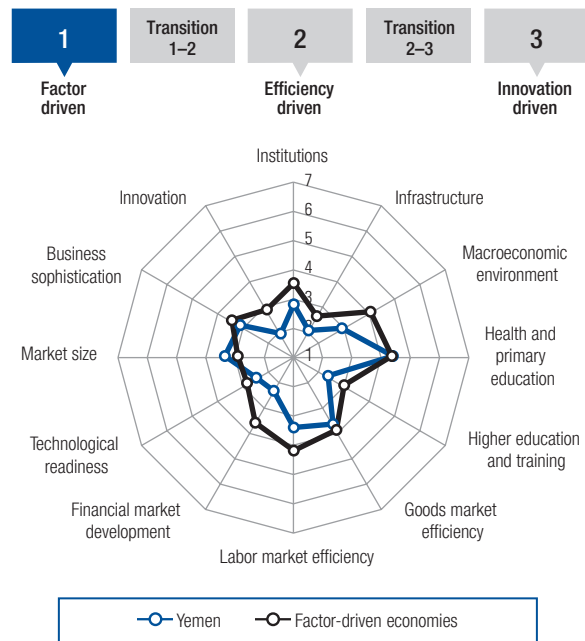 1
Transition
1–2
2
Transition
2–3
3
Factor
driven
Efficiency
driven
Innovation
driven
Institutions
Infrastructure
Macroeconomic
environment
Health and
primary
education
Higher education
and training
Goods market
efficiency
Labor market efficiency
Financial market
development
Technological
readiness
Market size
Business
sophistication
Innovation
7
6
5
4
3
2
1
Yemen
Factor-driven economies